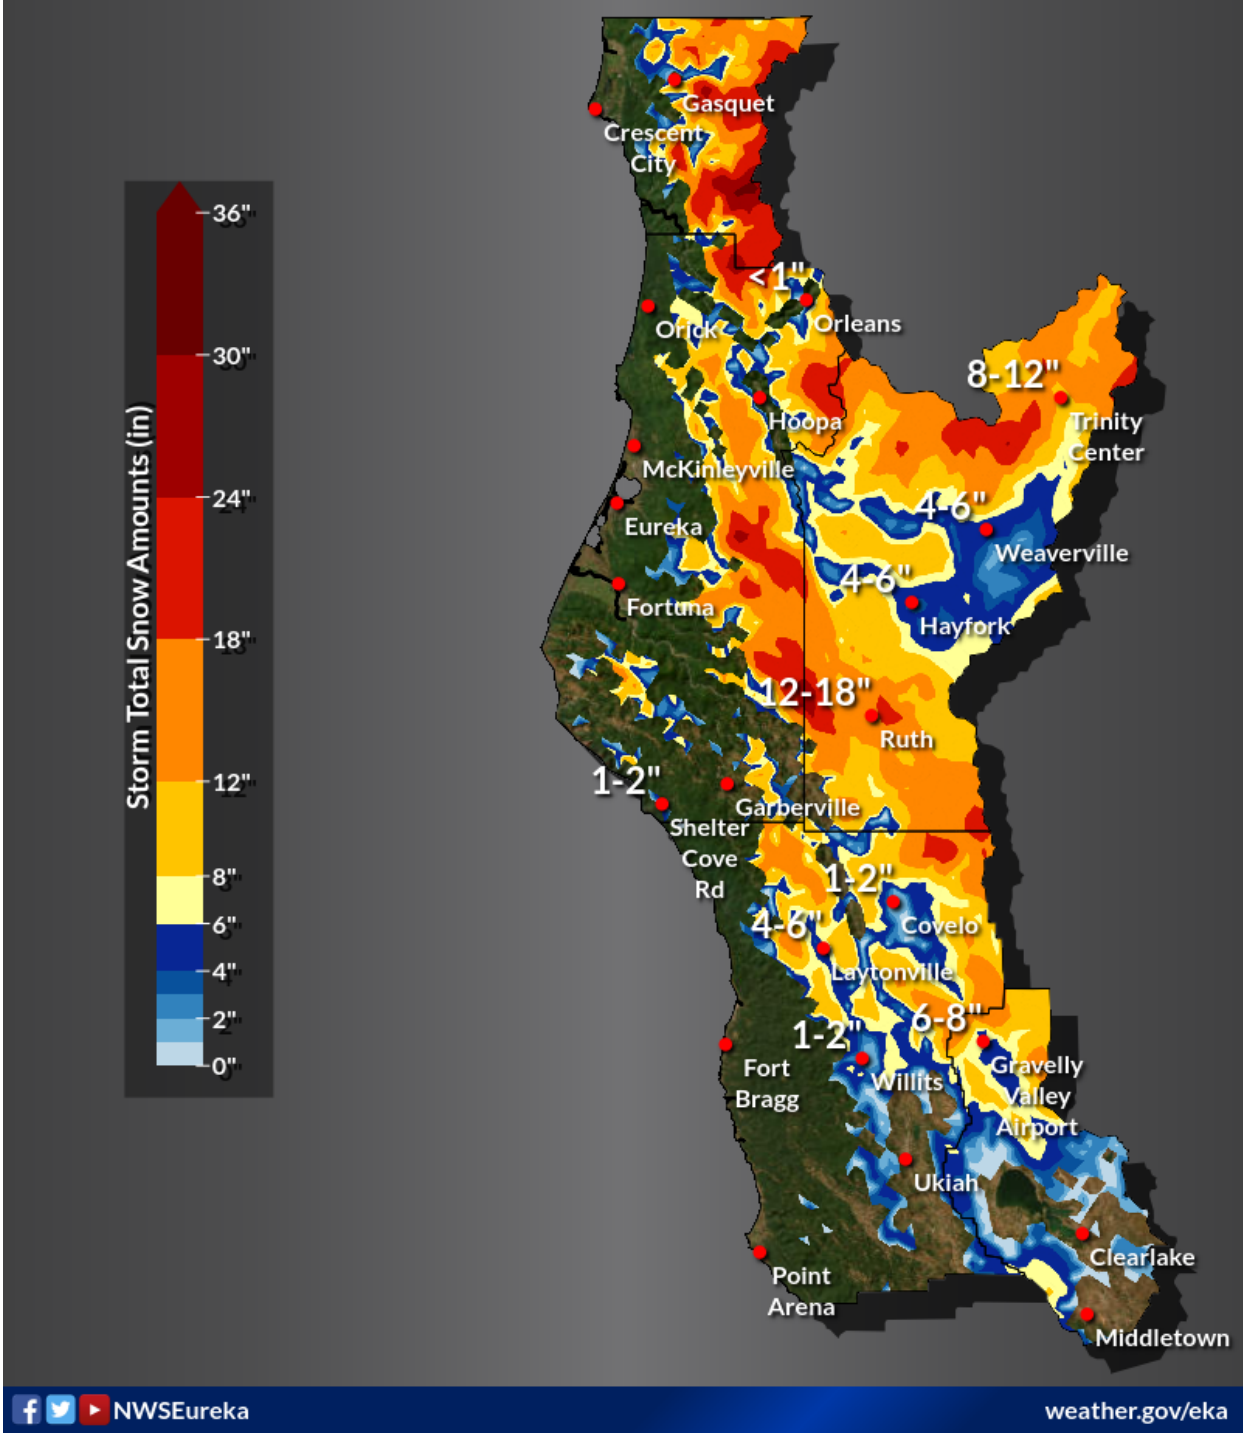 Storm Total Snow Amounts (in)
36"
30"
24"
18"
12"
8"
6"
4"
2"
0"
Gasquet
Crescent
City
<1"
Orleans
Orick
8-12"
Trinity
Center
Hoopa
McKinleyville
4-6"
Weaverville
Eureka
4-6"
Hayfork
Fortuna
12-18"
Ruth
1-2"
Garberville
Shelter
Cove
Rd
1-2"
Covelo
4-6"
Laytonville
6-8"
Gravelly
Valley
Airport
1-2"
Willits
Fort
Bragg
Ukiah
Clearlake
Point
Arena
Middletown
NWSEureka
weather.gov/eka